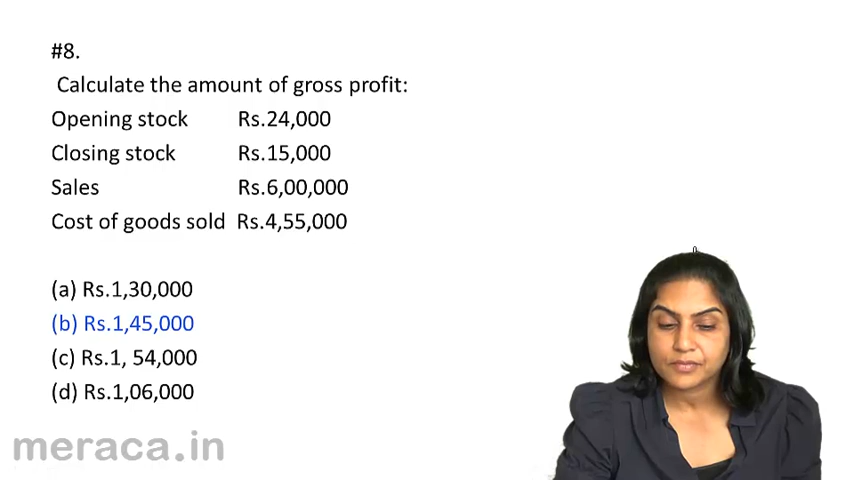 #8.
Calculate the amount of gross profit:
Opening stock Rs.24,000
Closing stock Rs.15,000
Sales Rs.6,00,000
Cost of goods sold Rs.4,55,000
(a) Rs.1,30,000
(b) Rs.1,45,000
(c) Rs.1, 54,000
(d) Rs.1,06,000
meraca.in